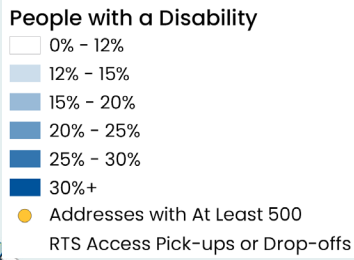 People with a Disability
0% - 12%
12% - 15%
15% - 20%
20% - 25%
25% - 30%
30%+
Addresses with At Least 500
RTS Access Pick-ups or Drop-offs